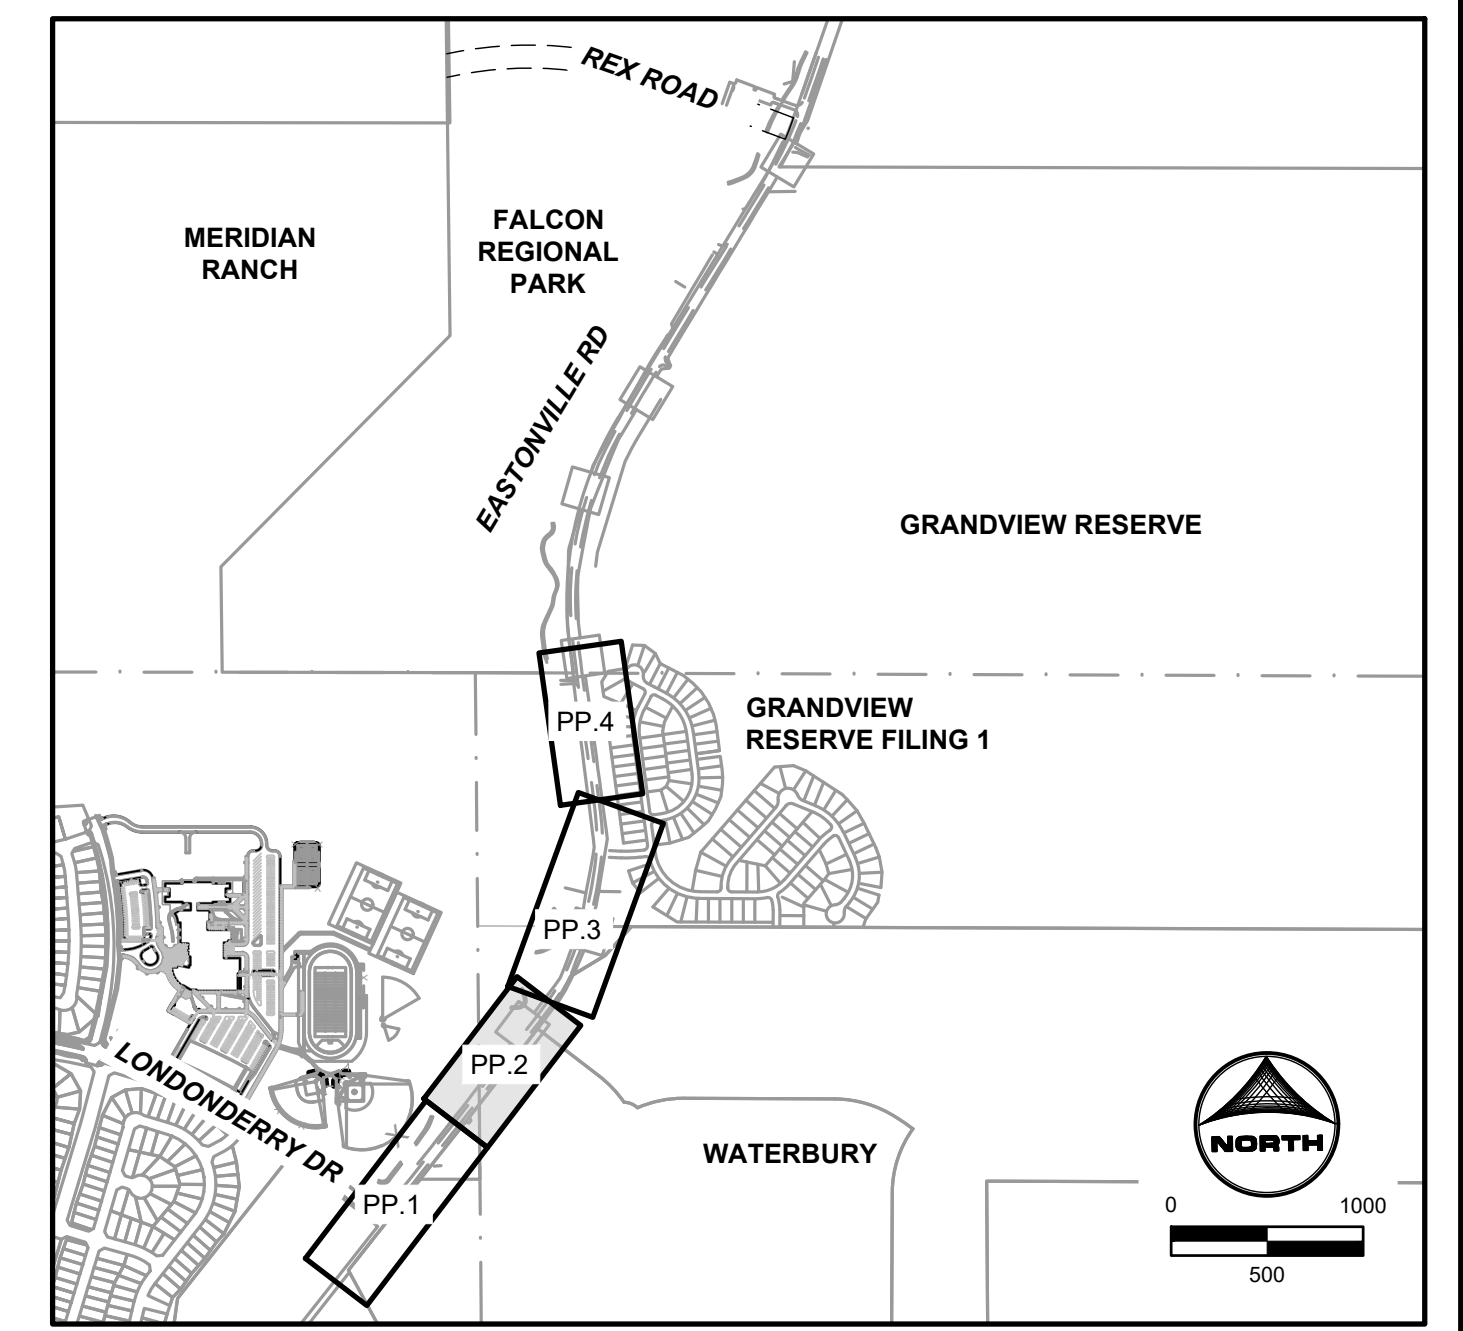 REX ROAD
MERIDIAN
RANCH
FALCON
REGIONAL
PARK
EASTONVILLE RD
GRANDVIEW RESERVE
PP.4
GRANDVIEW
RESERVE FILING 1
PP.3
PP.2
LONDONDERRY DR
WATERBURY
PP.1
NORTH
0 1000
500